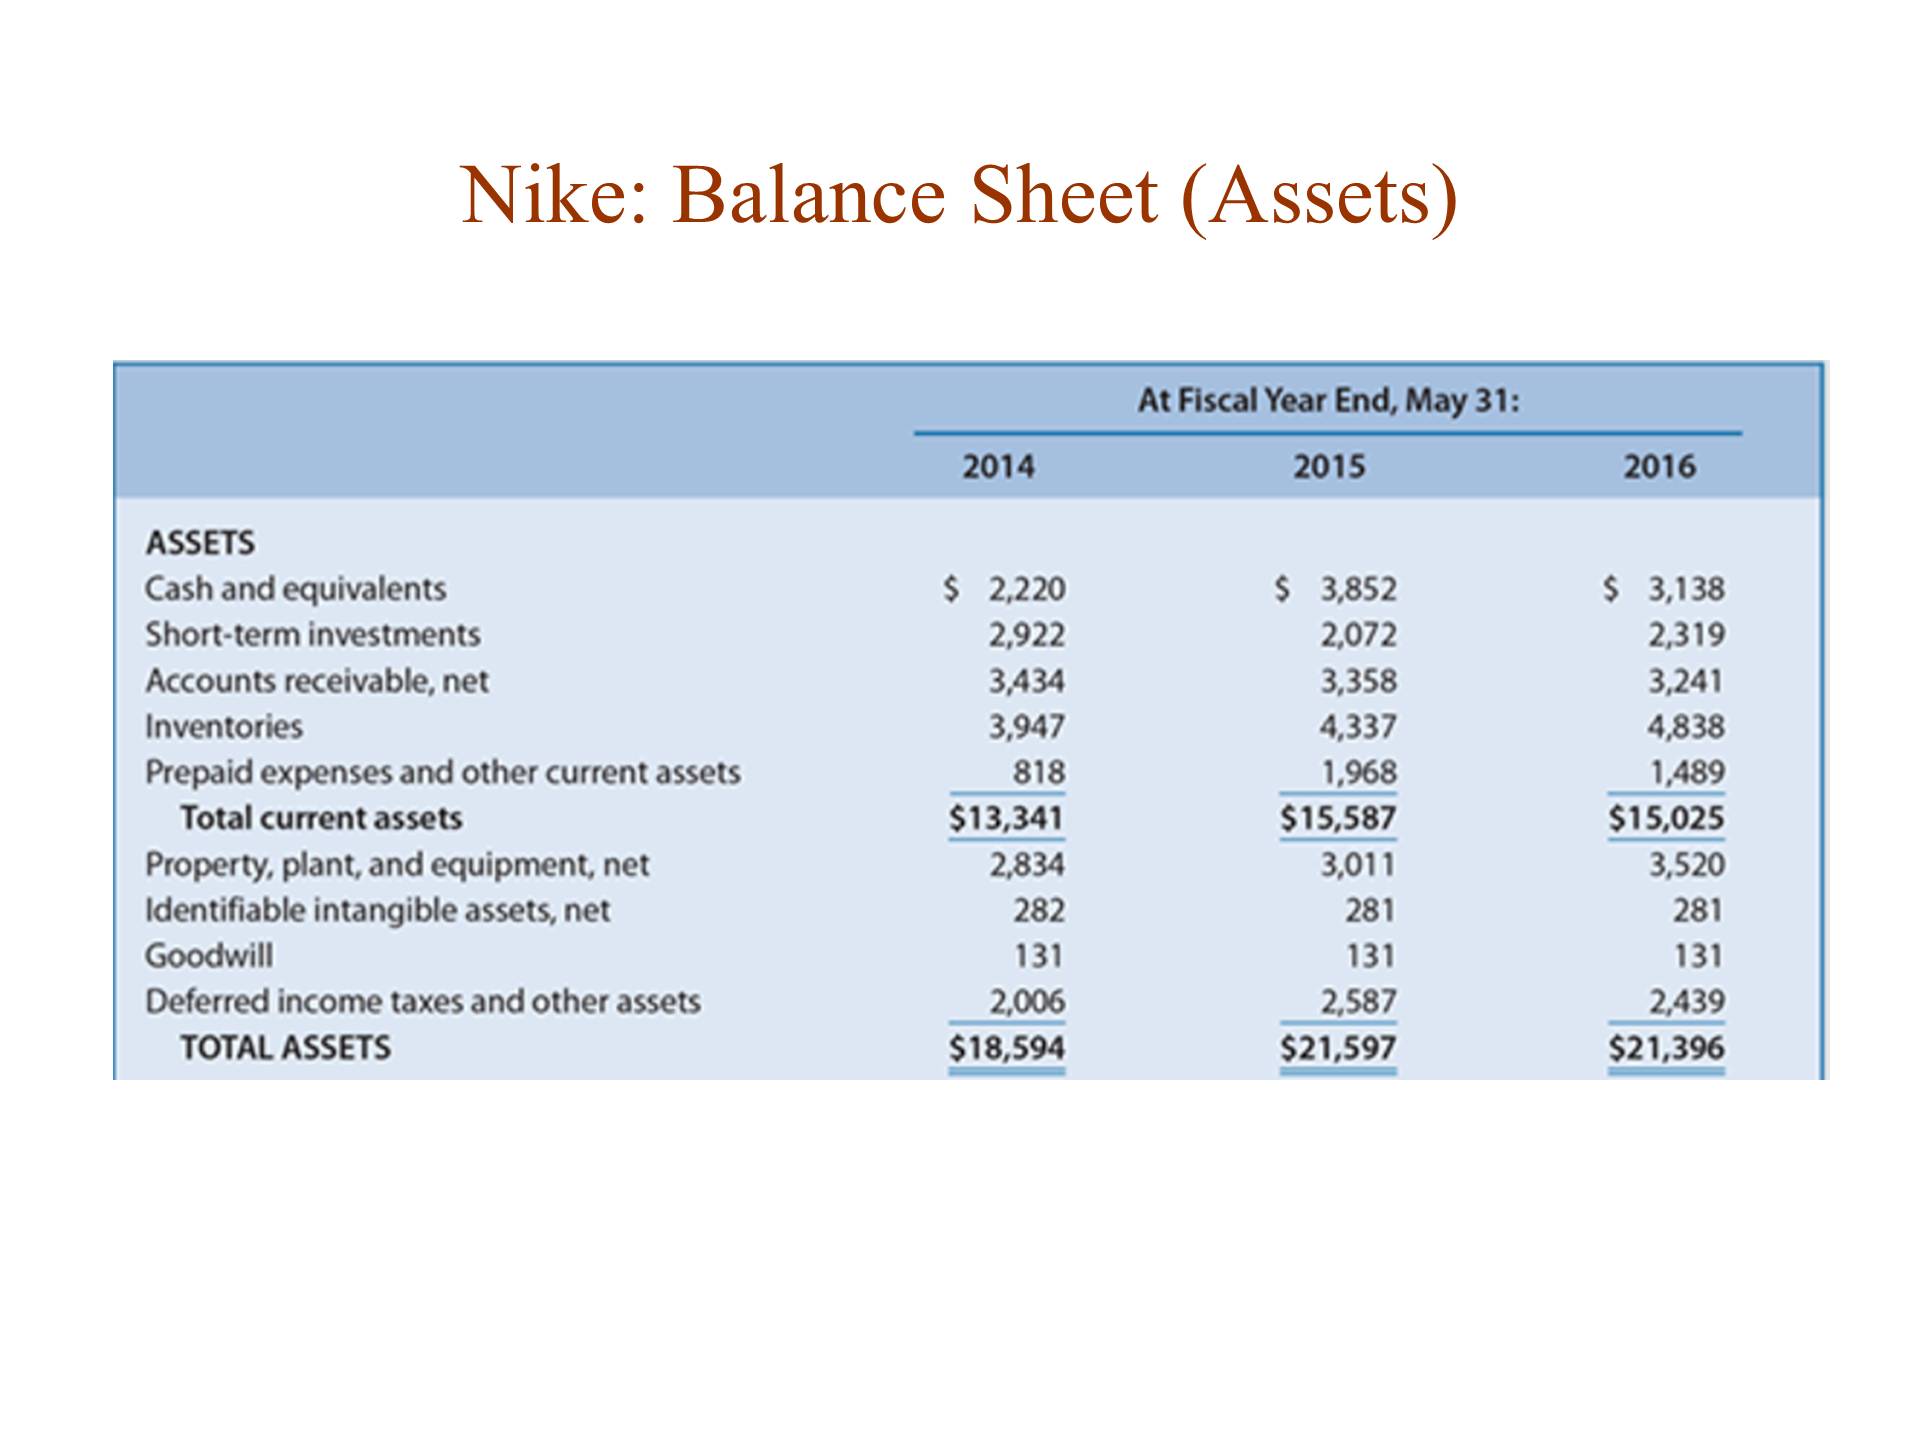 Nike: Balance Sheet (Assets)
At Fiscal Year End, May 31:
2014 2015 2016
ASSETS
Cash and equivalents $ 2,220 $ 3,852 $ 3,138
Short-term investments 2,922 2,072 2,319
Accounts receivable, net 3,434 3,358 3,241
Inventories 3,947 4,337 4,838
Prepaid expenses and other current assets 818 1,968 1,489
Total current assets $13,341 $15,587 $15,025
Property, plant, and equipment, net 2,834 3,011 3,520
Identifiable intangible assets, net 282 281 281
Goodwill 131 131 131
Deferred income taxes and other assets 2,006 2,587 2,439
TOTAL ASSETS $18,594 $21,597 $21,396